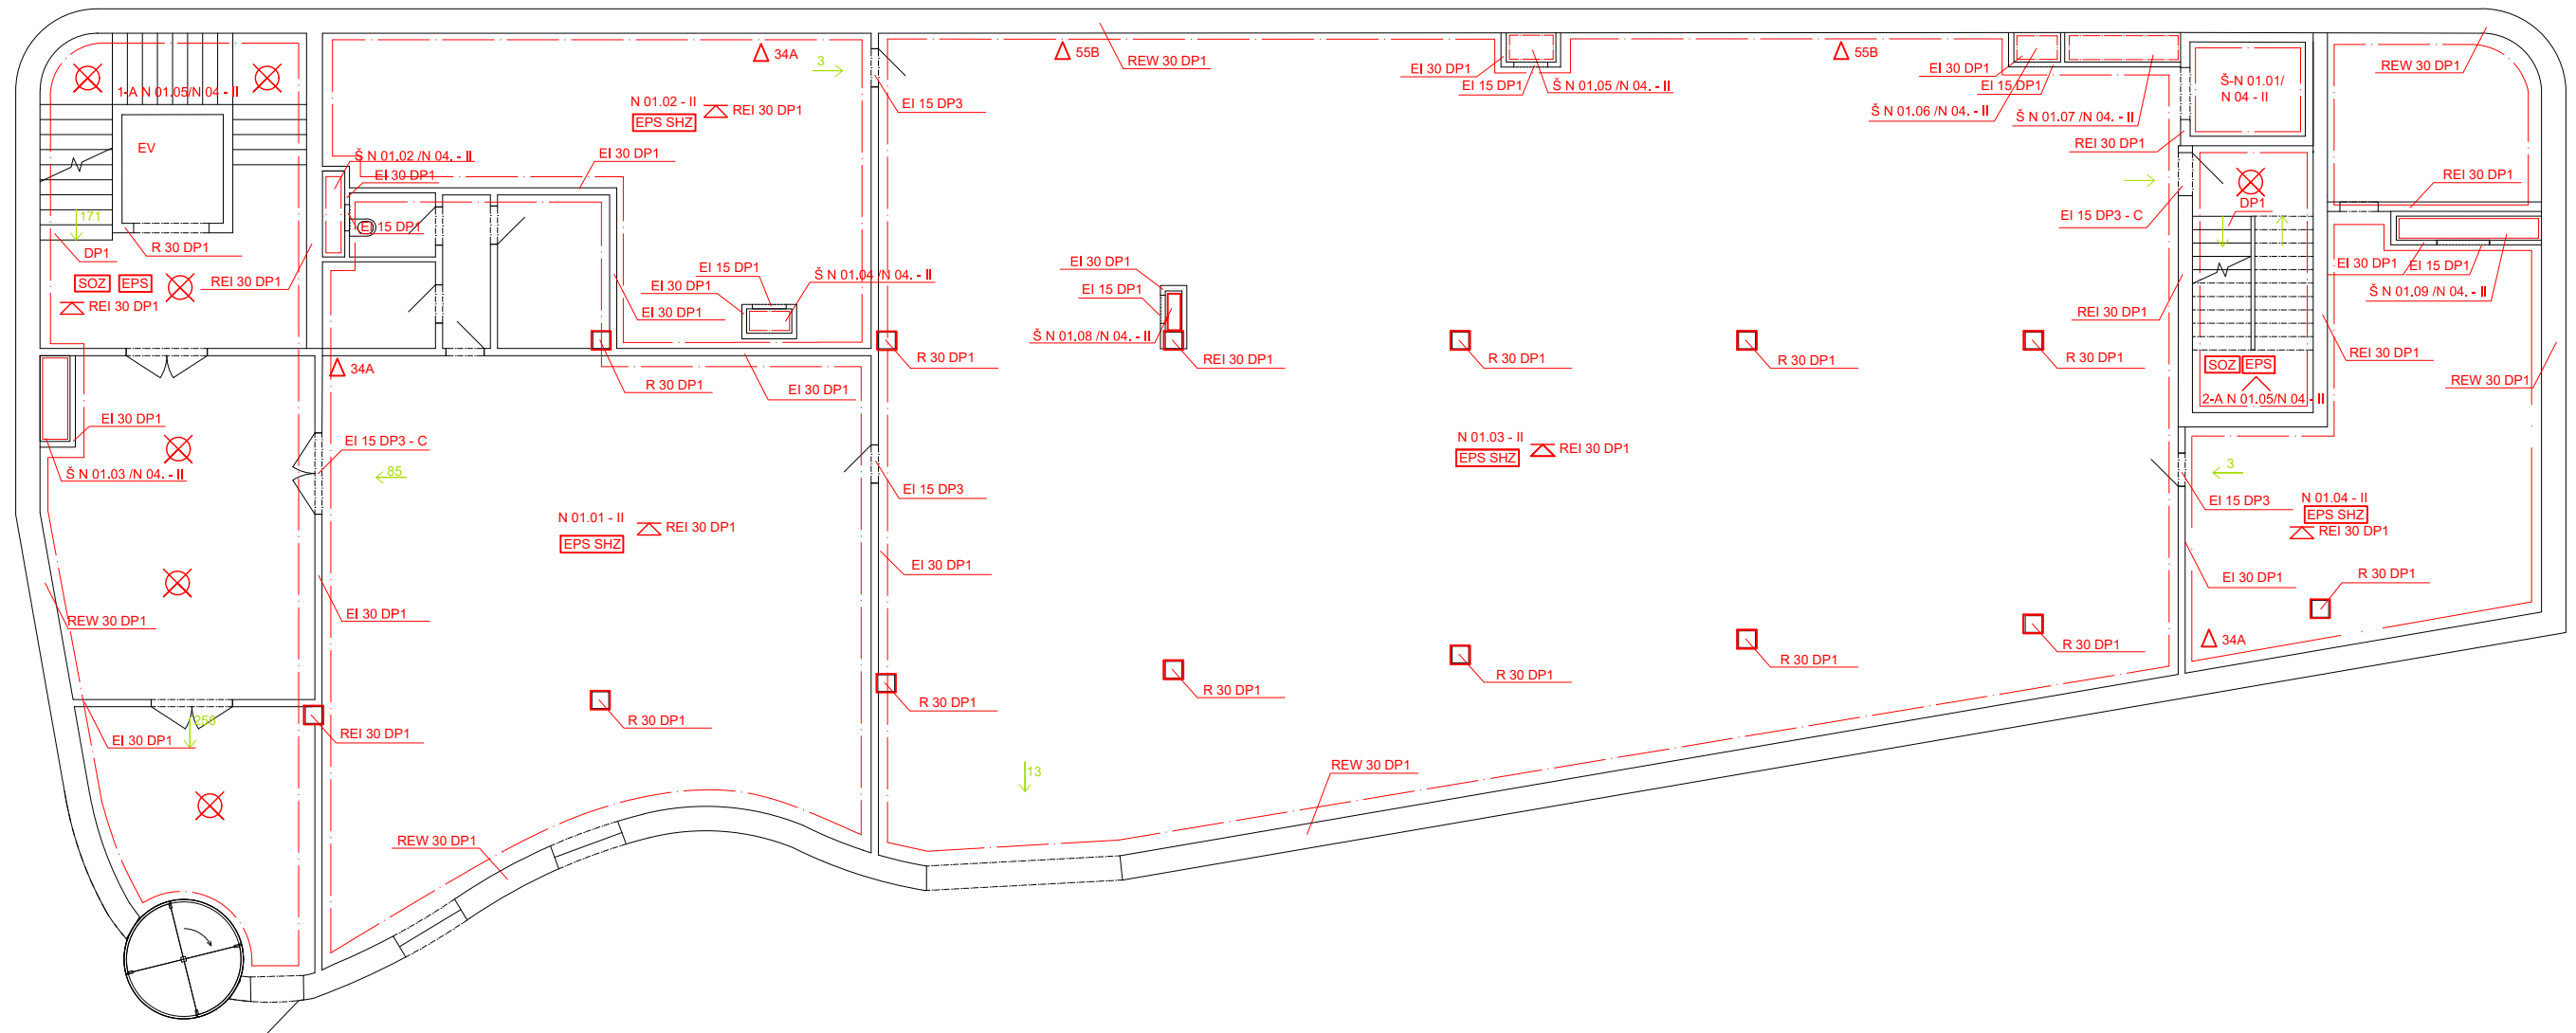 34A
3
55B
REW 30 DP1
EI 30 DP1
EI 15 DP1
Š N 01.05 /N 04. - II
55B
EI 30 DP1
EI 15 DP1
Š N 01.06 /N 04. - II
Š N 01.07 /N 04. - II
Š-N 01.01/
N 04 - II
REW 30 DP1
1-A N 01.05/N 04 - II
N 01.02 - II
EPS SHZ
REI 30 DP1
EI 15 DP3
EV
Š N 01.02 /N 04. - II
EI 30 DP1
EI 30 DP1
EI 15 DP1
REI 30 DP1
REI 30 DP1
EI 15 DP3 - C
DP1
171
DP1
R 30 DP1
SOZ
EPS
REI 30 DP1
REI 30 DP1
EI 15 DP1
EI 30 DP1
Š N 01.04 /N 04. - II
EI 30 DP1
EI 30 DP1
EI 15 DP1
Š N 01.08 /N 04. - II
REI 30 DP1
EI 30 DP1
EI 15 DP1
Š N 01.09 /N 04. - II
34A
R 30 DP1
EI 30 DP1
R 30 DP1
REI 30 DP1
R 30 DP1
R 30 DP1
R 30 DP1
SOZ
EPS
2-A N 01.05/N 04 - II
REI 30 DP1
REW 30 DP1
EI 30 DP1
Š N 01.03 /N 04. - II
EI 15 DP3 - C
85
EI 15 DP3
N 01.03 - II
EPS SHZ
REI 30 DP1
3
EI 15 DP3
N 01.04 - II
EPS SHZ
REI 30 DP1
N 01.01 - II
EPS SHZ
REI 30 DP1
EI 30 DP1
EI 30 DP1
R 30 DP1
REW 30 DP1
EI 30 DP1
34A
R 30 DP1
R 30 DP1
R 30 DP1
R 30 DP1
R 30 DP1
R 30 DP1
REI 30 DP1
EI 30 DP1
13
REW 30 DP1
REW 30 DP1